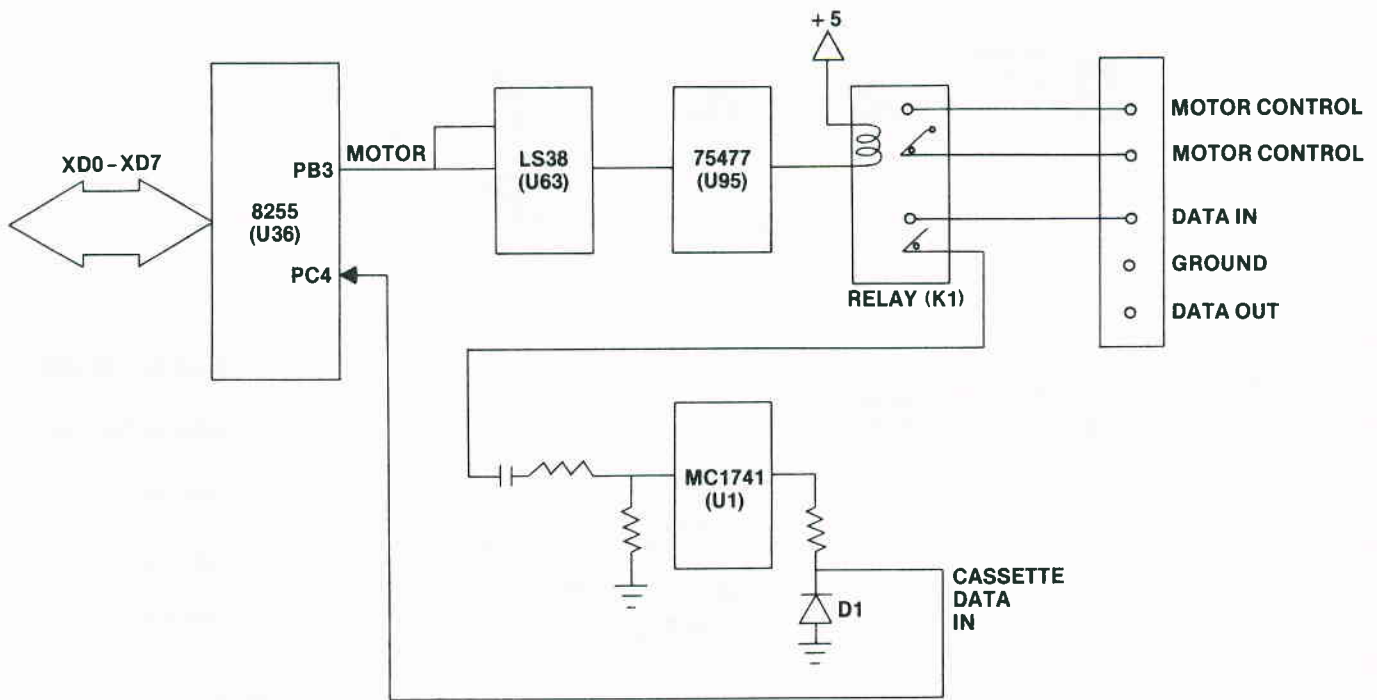 +5
MOTOR CONTROL
MOTOR CONTROL
DATA IN
GROUND
DATA OUT
XD0-XD7
PB3
MOTOR
8255
(U36)
PC4
LS38
(U63)
75477
(U95)
RELAY (K1)
MC1741
(U1)
D1
CASSETTE
DATA
IN